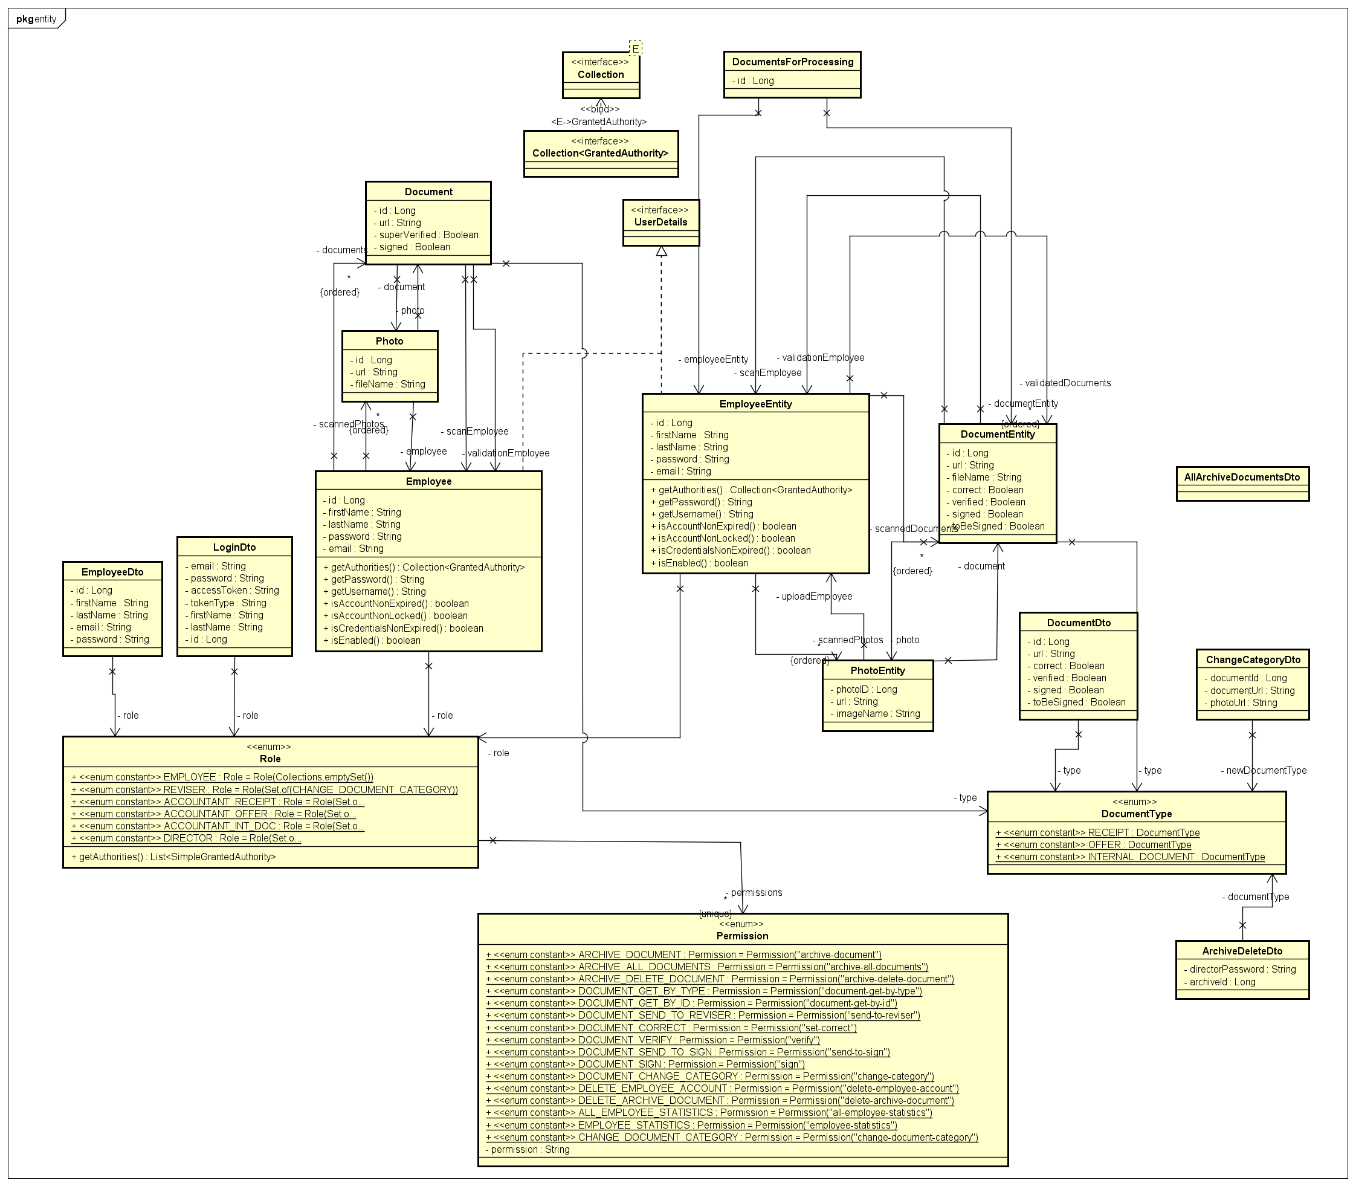 pkg entity
E
<<interface>>
Collection
<<bind>>
<E->GrantedAuthority>
<<interface>>
Collection<GrantedAuthority>
DocumentsForProcessing
- id : Long
Document
- id : Long
- url : String
- superVerified : Boolean
- signed : Boolean
<<interface>>
UserDetails
- documents
*
{ordered}
- document
- photo
Photo
- id : Long
- url : String
- fileName : String
- scannedPhotos
*
{ordered}
- employee
- scanEmployee
- validationEmployee
- employeeEntity
- scanEmployee
- validationEmployee
- validatedDocuments
- documentEntity
*
{ordered}
Employee
- id : Long
- firstName : String
- lastName : String
- password : String
- email : String
+ getAuthorities() : Collection<GrantedAuthority>
+ getPassword() : String
+ getUsername() : String
+ isAccountNonExpired() : boolean
+ isAccountNonLocked() : boolean
+ isCredentialsNonExpired() : boolean
+ isEnabled() : boolean
EmployeeEntity
- id : Long
- firstName : String
- lastName : String
- password : String
- email : String
+ getAuthorities() : Collection<GrantedAuthority>
+ getPassword() : String
+ getUsername() : String
+ isAccountNonExpired() : boolean
+ isAccountNonLocked() : boolean
+ isCredentialsNonExpired() : boolean
+ isEnabled() : boolean
DocumentEntity
- id : Long
- url : String
- fileName : String
- correct : Boolean
- verified : Boolean
- signed : Boolean
- toBeSigned : Boolean
AllArchiveDocumentsDto
- scannedDocuments
*
{ordered}
- document
- uploadEmployee
- scannedPhotos
*
{ordered}
- photo
PhotoEntity
- photoID : Long
- url : String
- imageName : String
EmployeeDto
- id : Long
- firstName : String
- lastName : String
- email : String
- password : String
LoginDto
- email : String
- password : String
- accessToken : String
- tokenType : String
- firstName : String
- lastName : String
- id : Long
DocumentDto
- id : Long
- url : String
- correct : Boolean
- verified : Boolean
- signed : Boolean
- toBeSigned : Boolean
ChangeCategoryDto
- documentId : Long
- documentUrl : String
- photoUrl : String
- role
- role
- role
- role
- type
- type
- type
- newDocumentType
<<enum>>
Role
+ <<enum constant>> EMPLOYEE : Role = Role(Collections.emptySet())
+ <<enum constant>> REVISER : Role = Role(Set.of(CHANGE_DOCUMENT_CATEGORY))
+ <<enum constant>> ACCOUNTANT_RECEIPT : Role = Role(Set.o...
+ <<enum constant>> ACCOUNTANT_OFFER : Role = Role(Set.o...
+ <<enum constant>> ACCOUNTANT_INT_DOC : Role = Role(Set.o...
+ <<enum constant>> DIRECTOR : Role = Role(Set.o...
+ getAuthorities() : List<SimpleGrantedAuthority>
<<enum>>
DocumentType
+ <<enum constant>> RECEIPT : DocumentType
+ <<enum constant>> OFFER : DocumentType
+ <<enum constant>> INTERNAL_DOCUMENT : DocumentType
- documentType
ArchiveDeleteDto
- directorPassword : String
- archiveId : Long
- permissions
*
{unique}
<<enum>>
Permission
+ <<enum constant>> ARCHIVE_DOCUMENT : Permission = Permission("archive-document")
+ <<enum constant>> ARCHIVE_ALL_DOCUMENTS : Permission = Permission("archive-all-documents")
+ <<enum constant>> ARCHIVE_DELETE_DOCUMENT : Permission = Permission("archive-delete-document")
+ <<enum constant>> DOCUMENT_GET_BY_TYPE : Permission = Permission("document-get-by-type")
+ <<enum constant>> DOCUMENT_GET_BY_ID : Permission = Permission("document-get-by-id")
+ <<enum constant>> DOCUMENT_SEND_TO_REVISER : Permission = Permission("send-to-reviser")
+ <<enum constant>> DOCUMENT_CORRECT : Permission = Permission("set-correct")
+ <<enum constant>> DOCUMENT_VERIFY : Permission = Permission("verify")
+ <<enum constant>> DOCUMENT_SEND_TO_SIGN : Permission = Permission("send-to-sign")
+ <<enum constant>> DOCUMENT_SIGN : Permission = Permission("sign")
+ <<enum constant>> DOCUMENT_CHANGE_CATEGORY : Permission = Permission("change-category")
+ <<enum constant>> DELETE_EMPLOYEE_ACCOUNT : Permission = Permission("delete-employee-account")
+ <<enum constant>> DELETE_ARCHIVE_DOCUMENT : Permission = Permission("delete-archive-document")
+ <<enum constant>> ALL_EMPLOYEE_STATISTICS : Permission = Permission("all-employee-statistics")
+ <<enum constant>> EMPLOYEE_STATISTICS : Permission = Permission("employee-statistics")
+ <<enum constant>> CHANGE_DOCUMENT_CATEGORY : Permission = Permission("change-document-category")
- permission : String